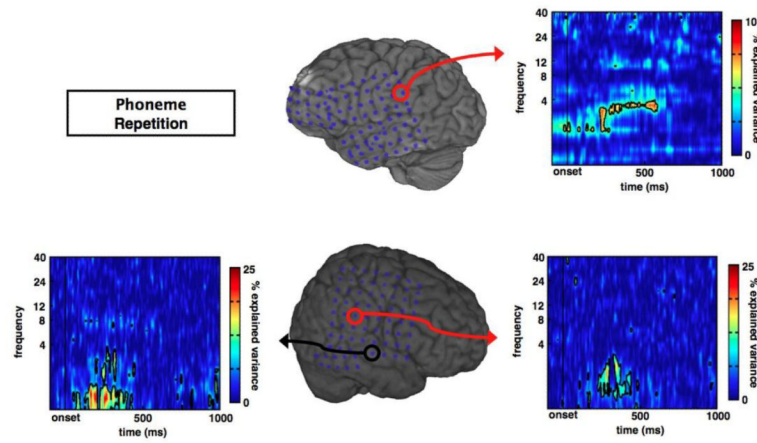 Phoneme
Repetition
40
24
12
8
4
frequency
onset
500
1000
time (ms)
10
0
% explained variance
40
24
12
8
4
frequency
onset
500
1000
time (ms)
25
0
% explained variance
40
24
12
8
4
frequency
onset
500
1000
time (ms)
25
0
% explained variance